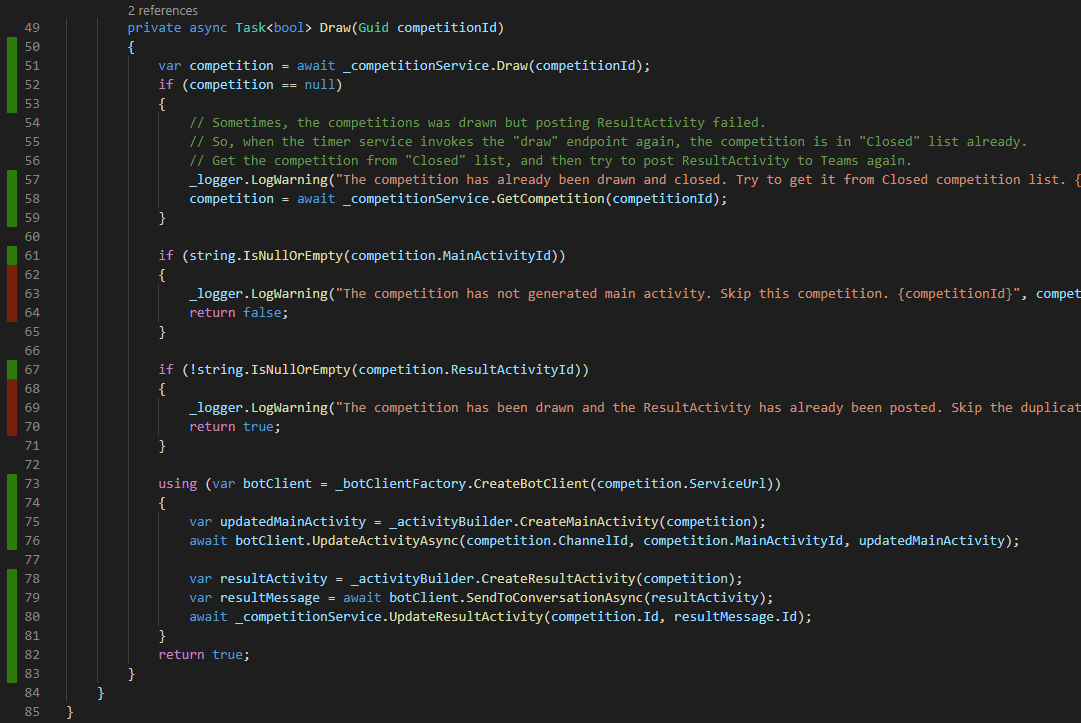 2 references
49 private async Task<bool> Draw(Guid competitionId)
50 {
51 var competition = await _competitionService.Draw(competitionId);
52 if (competition == null)
53 {
54 // Sometimes, the competitions was drawn but posting ResultActivity failed.
55 // So, when the timer service invokes the "draw" endpoint again, the competition is in "Closed" list already.
56 // Get the competition from "Closed" list, and then try to post ResultActivity to Teams again.
57 _logger.LogWarning("The competition has already been drawn and closed. Try to get it from Closed competition list. {
58 competition = await _competitionService.GetCompetition(competitionId);
59 }
60
61 if (string.IsNullOrEmpty(competition.MainActivityId))
62 {
63 _logger.LogWarning("The competition has not generated main activity. Skip this competition. {competitionId}", compet
64 return false;
65 }
66
67 if (!string.IsNullOrEmpty(competition.ResultActivityId))
68 {
69 _logger.LogWarning("The competition has been drawn and the ResultActivity has already been posted. Skip the duplicat
70 return true;
71 }
72
73 using (var botClient = _botClientFactory.CreateBotClient(competition.ServiceUrl))
74 {
75 var updatedMainActivity = _activityBuilder.CreateMainActivity(competition);
76 await botClient.UpdateActivityAsync(competition.ChannelId, competition.MainActivityId, updatedMainActivity);
77
78 var resultActivity = _activityBuilder.CreateResultActivity(competition);
79 var resultMessage = await botClient.SendToConversationAsync(resultActivity);
80 await _competitionService.UpdateResultActivity(competition.Id, resultMessage.Id);
81 }
82 return true;
83 }
84 }
85 }